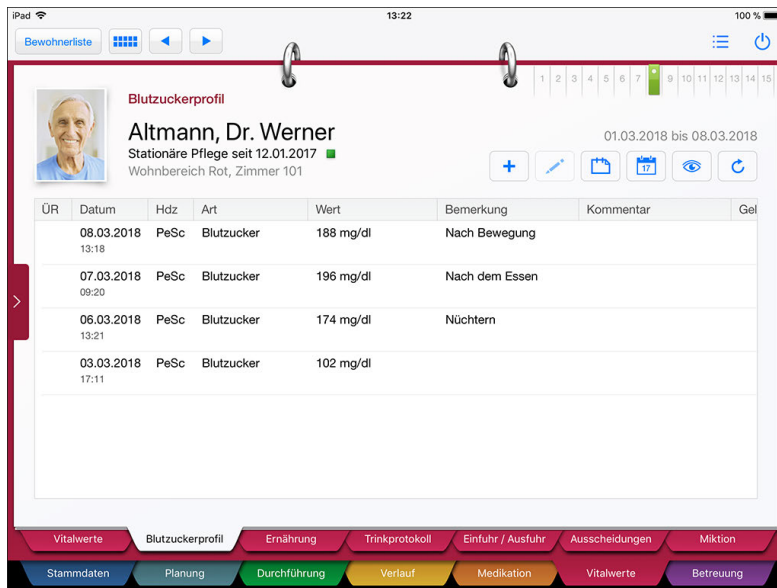 iPad 13:22 100 %
Bewohnerliste
1 2 3 4 5 6 7 9 10 11 12 13 14 15
Blutzuckerprofil
Altmann, Dr. Werner
01.03.2018 bis 08.03.2018
Stationäre Pflege seit 12.01.2017
Wohnbereich Rot, Zimmer 101
17
ÜR Datum Hdz Art Wert Bemerkung Kommentar Gel
08.03.2018 PeSc Blutzucker 188 mg/dl Nach Bewegung
13:18
07.03.2018 PeSc Blutzucker 196 mg/dl Nach dem Essen
09:20
06.03.2018 PeSc Blutzucker 174 mg/dl Nüchtern
13:21
03.03.2018 PeSc Blutzucker 102 mg/dl
17:11
Vitalwerte Blutzuckerprofil Ernährung Trinkprotokoll Einfuhr / Ausfuhr Ausscheidungen Miktion
Stammdaten Planung Durchführung Verlauf Medikation Vitalwerte Betreuung